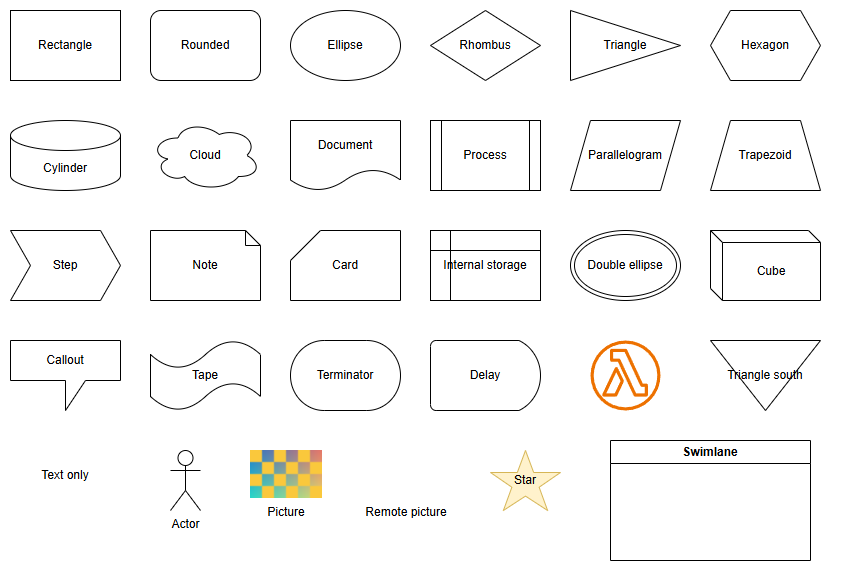 Rectangle
Rounded
Ellipse
Rhombus
Triangle
Hexagon
Cylinder
Cloud
Document
Process
Parallelogram
Trapezoid
Step
Note
Card
Internal storage
Double ellipse
Cube
Callout
Tape
Terminator
Delay
Triangle south
Text only
Actor
Picture
Remote picture
Star
Swimlane